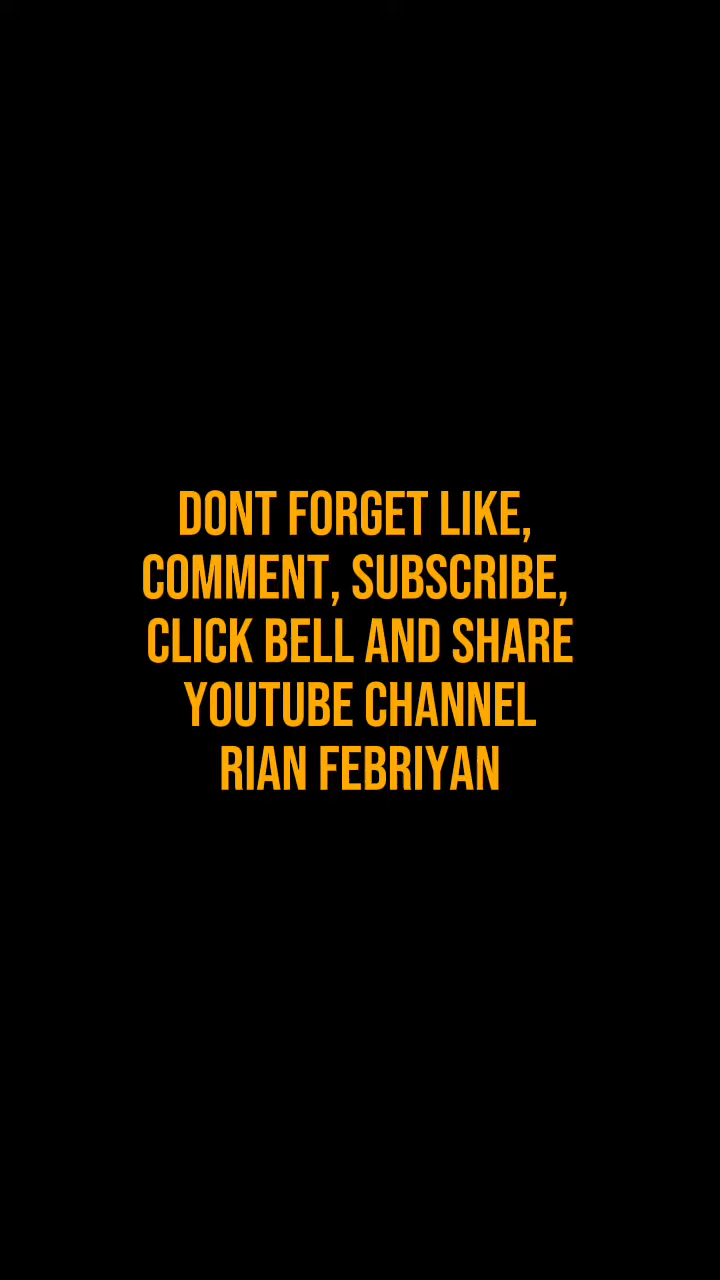 DONT FORGET LIKE,
COMMENT, SUBSCRIBE,
CLICK BELL AND SHARE
YOUTUBE CHANNEL
RIAN FEBRIYAN